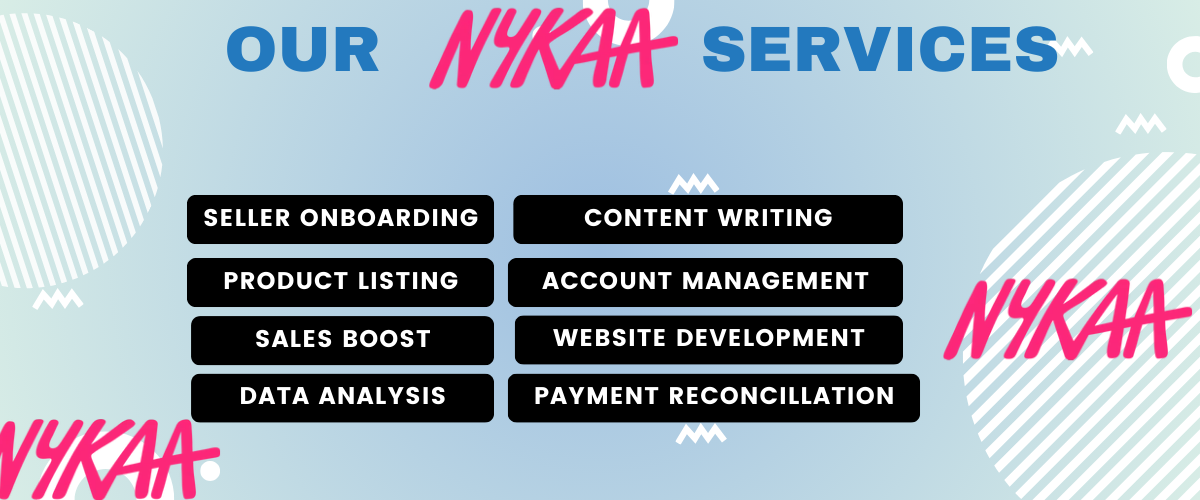 OUR NYKAA SERVICES
SELLER ONBOARDING
CONTENT WRITING
PRODUCT LISTING
ACCOUNT MANAGEMENT
SALES BOOST
WEBSITE DEVELOPMENT
DATA ANALYSIS
PAYMENT RECONCILLATION
NYKAA
NYKAA